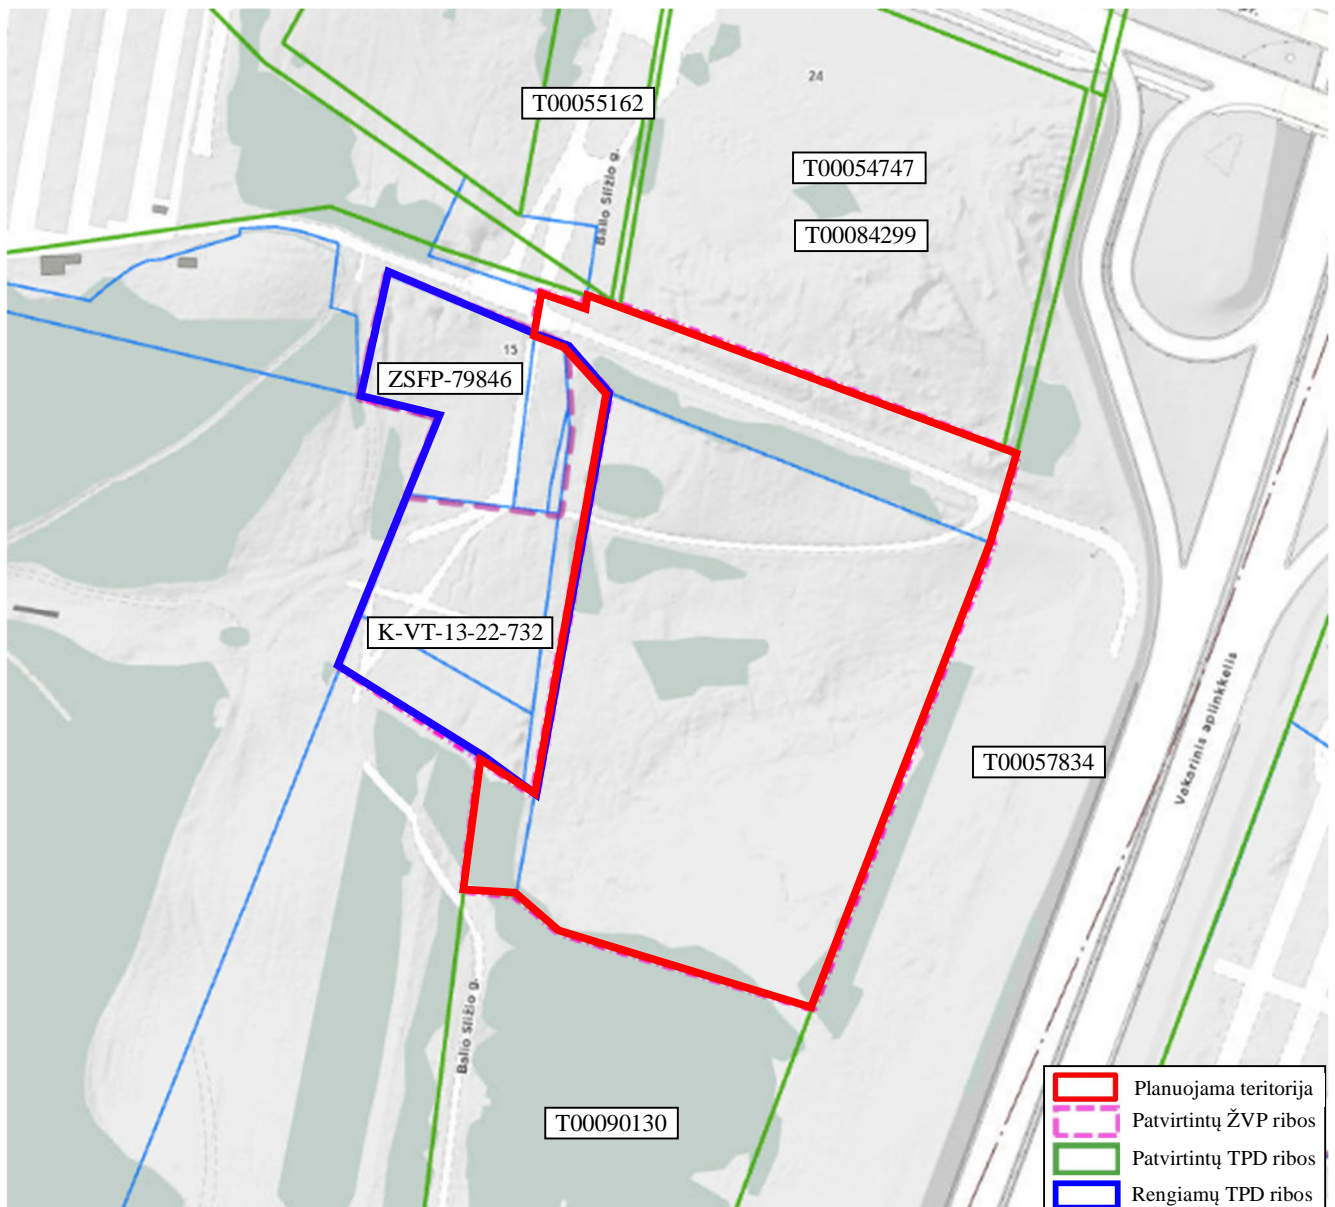 24
T00055162
T00054747
Balio Sližio g.
T00084299
15
ZSFP-79846
K-VT-13-22-732
Vakarinis aplinkkelis
T00057834
Balio Sližio g.
T00090130
Planuojama teritorija
Patvirtintų ŽVP ribos
Patvirtintų TPD ribos
Rengiamų TPD ribos